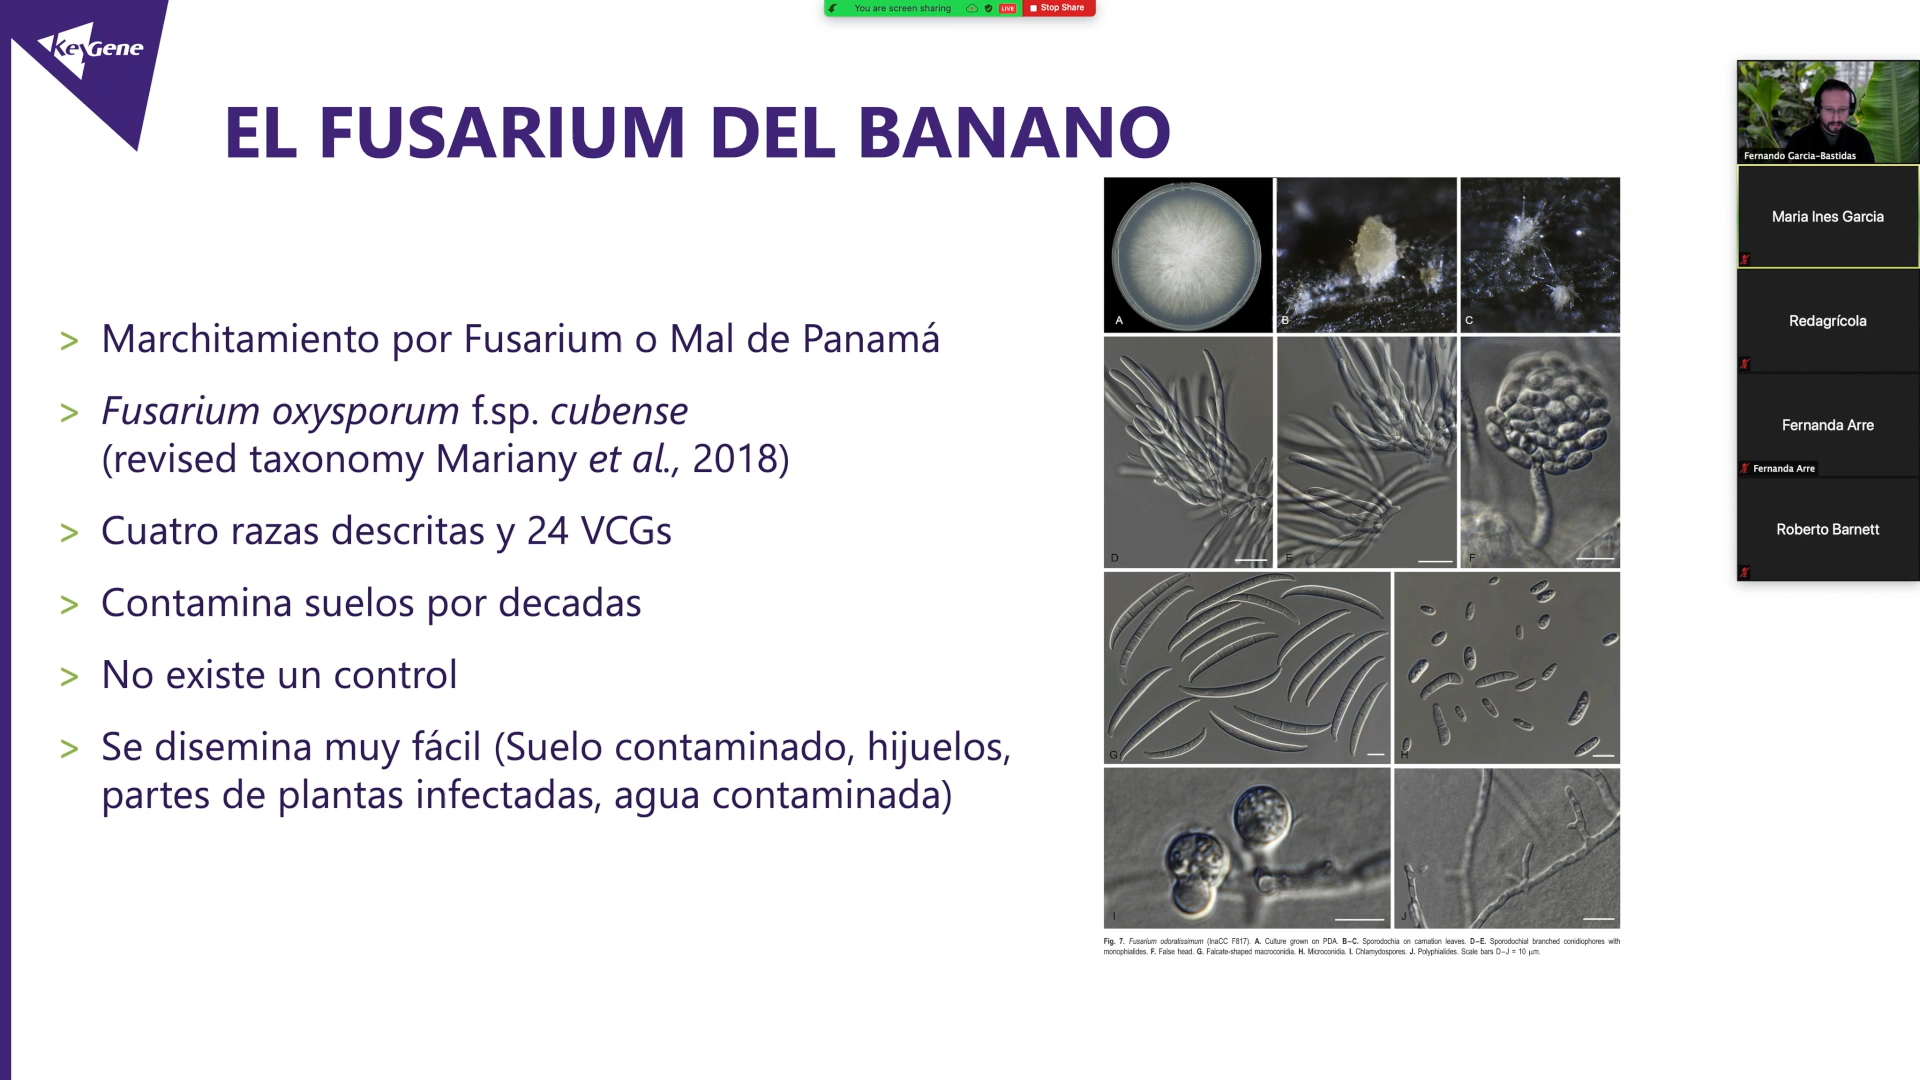 You are screen sharing LIVE Stop Share
KeyGene
EL FUSARIUM DEL BANANO
> Marchitamiento por Fusarium o Mal de Panamá
> Fusarium oxysporum f.sp. cubense
(revised taxonomy Mariany et al., 2018)
> Cuatro razas descritas y 24 VCGs
> Contamina suelos por decadas
> No existe un control
> Se disemina muy fácil (Suelo contaminado, hijuelos,
partes de plantas infectadas, agua contaminada)
A B C
D E F
G H
I J
Fig. 7. Fusarium odoratissimum (InaCC F817). A. Culture grown on PDA. B–C. Sporodochia on carnation leaves. D–E. Sporodochial branched conidiophores with
monophialides. F. False head. G. Falcate-shaped macroconidia. H. Microconidia. I. Chlamydospores. J. Polyphialides. Scale bars D–J = 10 μm.
Fernando Garcia-Bastidas
Maria Ines Garcia
Redagrícola
Fernanda Arre
Fernanda Arre
Roberto Barnett